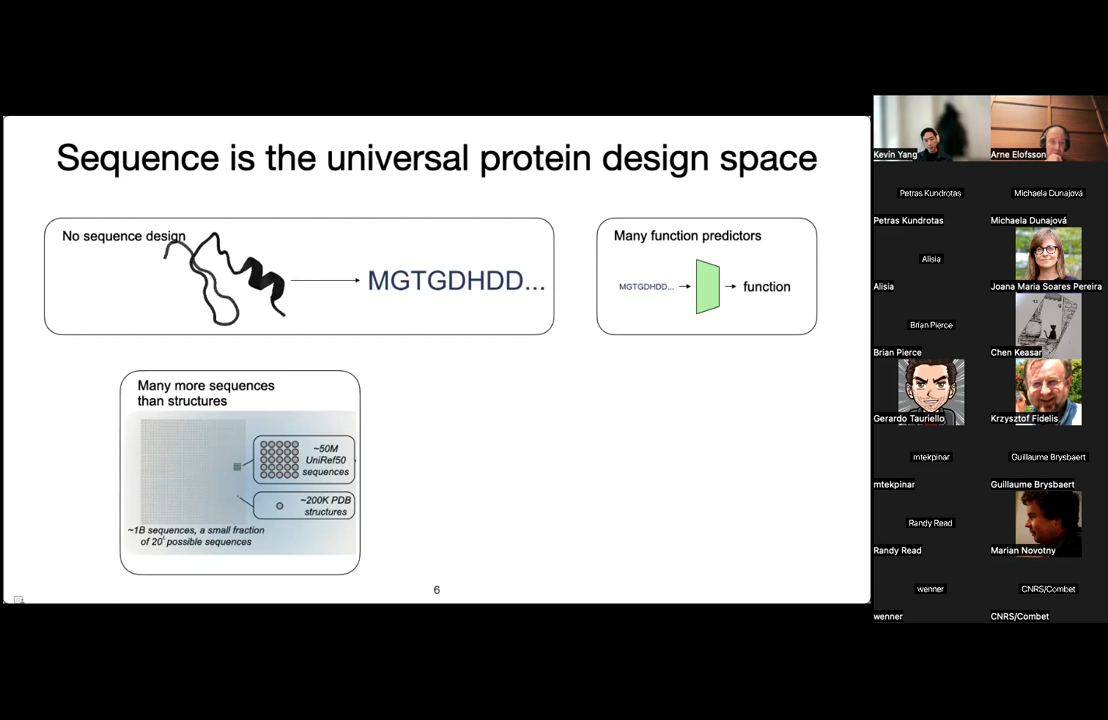 Sequence is the universal protein design space
No sequence design
MGTGDHDD...
Many function predictors
MGTGDHDD...
function
Many more sequences
than structures
~50M
UniRef50
sequences
~200K PDB
structures
~1B sequences, a small fraction
of 20^L possible sequences
6
Kevin Yang
Arne Elofsson
Petras Kundrotas
Michaela Dunajová
Petras Kundrotas
Michaela Dunajová
Alisia
Alisia
Joana Maria Soares Pereira
Brian Pierce
Brian Pierce
Chen Keasar
Gerardo Tauriello
Krzysztof Fidelis
mtekpinar
Guillaume Brysbaert
mtekpinar
Guillaume Brysbaert
Randy Read
Randy Read
Marian Novotny
wenner
CNRS/Combet
wenner
CNRS/Combet